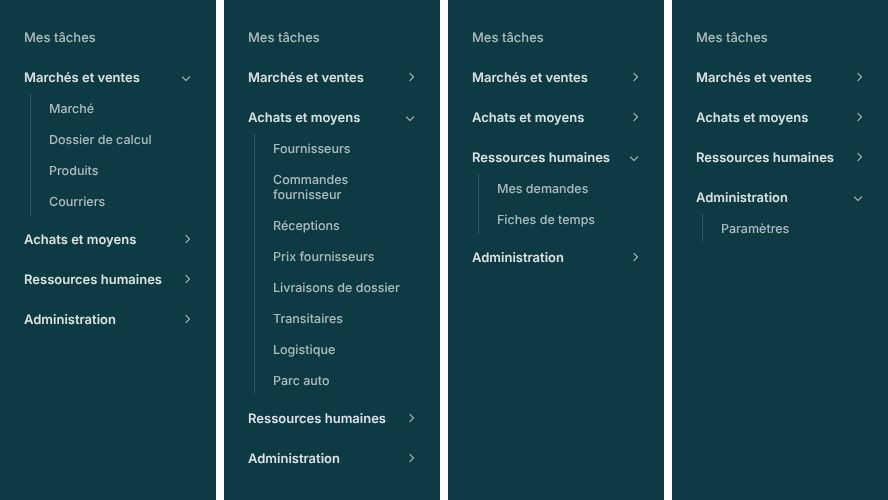 Mes tâches
Marchés et ventes
Marché
Dossier de calcul
Produits
Courriers
Achats et moyens
Ressources humaines
Administration
Mes tâches
Marchés et ventes
Achats et moyens
Fournisseurs
Commandes
fournisseur
Réceptions
Prix fournisseurs
Livraisons de dossier
Transitaires
Logistique
Parc auto
Ressources humaines
Administration
Mes tâches
Marchés et ventes
Achats et moyens
Ressources humaines
Mes demandes
Fiches de temps
Administration
Mes tâches
Marchés et ventes
Achats et moyens
Ressources humaines
Administration
Paramètres